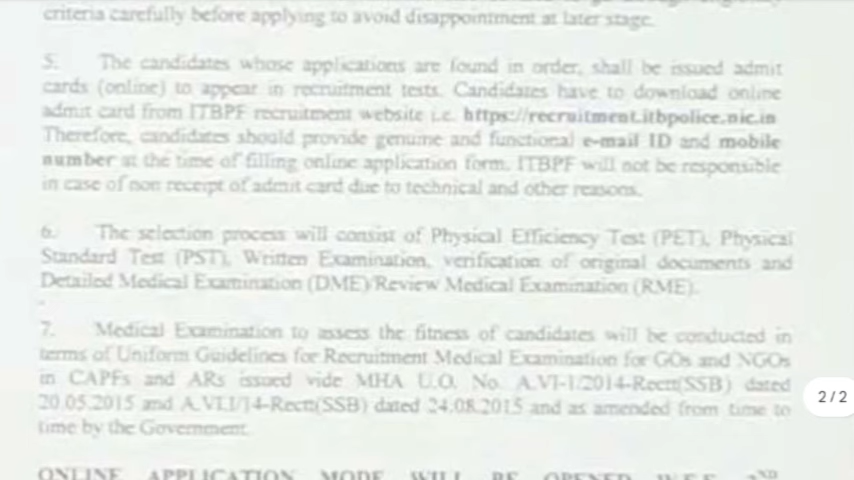 criteria carefully before applying to avoid disappointment at later stage.
5. The candidates whose applications are found in order, shall be issued admit
cards (online) to appear in recruitment tests. Candidates have to download online
admit card from ITBPF recruitment website i.e. https://recruitment.itbpolice.nic.in
Therefore, candidates should provide genuine and functional e-mail ID and mobile
number at the time of filling online application form. ITBPF will not be responsible
in case of non receipt of admit card due to technical and other reasons.
6. The selection process will consist of Physical Efficiency Test (PET), Physical
Standard Test (PST), Written Examination, verification of original documents and
Detailed Medical Examination (DME)/Review Medical Examination (RME).
7. Medical Examination to assess the fitness of candidates will be conducted in
terms of Uniform Guidelines for Recruitment Medical Examination for GOs and NGOs
in CAPFs and ARs issued vide MHA U.O. No. A.VI-1/2014-Rectt(SSB) dated
20.05.2015 and A.VI.1/14-Rectt(SSB) dated 24.08.2015 and as amended from time to
time by the Government.
2/2
ONLINE APPLICATION MODE WILL BE OPENED W.E.F. 2ND